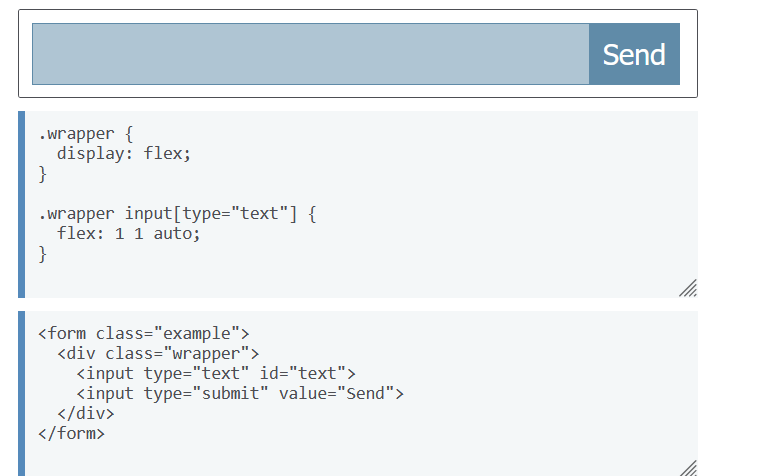 Send
.wrapper {
  display: flex;
}

.wrapper input[type="text"] {
  flex: 1 1 auto;
}
<form class="example">
  <div class="wrapper">
    <input type="text" id="text">
    <input type="submit" value="Send">
  </div>
</form>